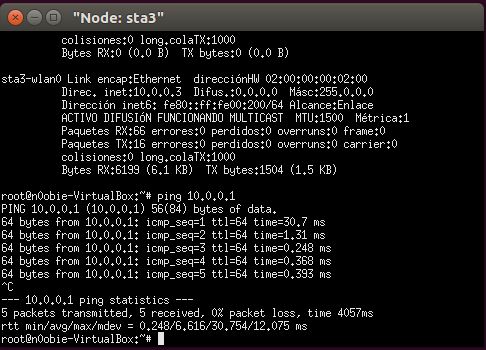 "Node: sta3"
colisiones:0 long.colaTX:1000
Bytes RX:0 (0.0 B)  TX bytes:0 (0.0 B)
sta3-wlan0 Link encap:Ethernet  direcciónHW 02:00:00:00:02:00
Direc. inet:10.0.0.3  Difus.:0.0.0.0  Másc:255.0.0.0
Dirección inet6: fe80::ff:fe00:200/64 Alcance:Enlace
ACTIVO DIFUSIÓN FUNCIONANDO MULTICAST  MTU:1500  Métrica:1
Paquetes RX:66 errores:0 perdidos:0 overruns:0 frame:0
Paquetes TX:16 errores:0 perdidos:0 overruns:0 carrier:0
colisiones:0 long.colaTX:1000
Bytes RX:6199 (6.1 KB)  TX bytes:1504 (1.5 KB)
root@n0obie-VirtualBox:~# ping 10.0.0.1
PING 10.0.0.1 (10.0.0.1) 56(84) bytes of data.
64 bytes from 10.0.0.1: icmp_seq=1 ttl=64 time=30.7 ms
64 bytes from 10.0.0.1: icmp_seq=2 ttl=64 time=1.31 ms
64 bytes from 10.0.0.1: icmp_seq=3 ttl=64 time=0.248 ms
64 bytes from 10.0.0.1: icmp_seq=4 ttl=64 time=0.368 ms
64 bytes from 10.0.0.1: icmp_seq=5 ttl=64 time=0.393 ms
^C
--- 10.0.0.1 ping statistics ---
5 packets transmitted, 5 received, 0% packet loss, time 4057ms
rtt min/avg/max/mdev = 0.248/6.616/30.754/12.075 ms
root@n0obie-VirtualBox:~#